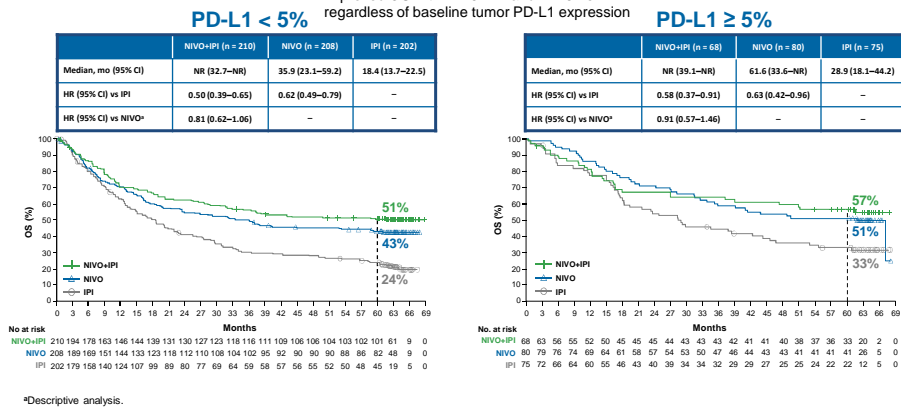 regardless of baseline tumor PD-L1 expression
PD-L1 < 5%
NIVO+IPI (n = 210) NIVO (n = 208) IPI (n = 202)
Median, mo (95% CI) NR (32.7–NR) 35.9 (23.1–59.2) 18.4 (13.7–22.5)
HR (95% CI) vs IPI 0.50 (0.39–0.65) 0.62 (0.49–0.79) –
HR (95% CI) vs NIVOᵃ 0.81 (0.62–1.06) – –
OS (%)
100
90
80
70
60
50
40
30
20
10
0
51%
43%
24%
NIVO+IPI
NIVO
IPI
0 3 6 9 12 15 18 21 24 27 30 33 36 39 42 45 48 51 54 57 60 63 66 69
Months
No at risk
NIVO+IPI 210 194 178 163 146 144 139 131 130 127 123 118 116 111 109 106 106 104 103 102 101 61 9 0
NIVO 208 189 169 151 144 133 123 118 112 110 108 104 102 95 92 90 90 90 88 86 82 48 9 0
IPI 202 179 158 140 124 107 99 89 80 77 69 64 59 58 57 56 55 52 50 48 45 19 5 0
PD-L1 ≥ 5%
NIVO+IPI (n = 68) NIVO (n = 80) IPI (n = 75)
Median, mo (95% CI) NR (39.1–NR) 61.6 (33.6–NR) 28.9 (18.1–44.2)
HR (95% CI) vs IPI 0.58 (0.37–0.91) 0.63 (0.42–0.96) –
HR (95% CI) vs NIVOᵃ 0.91 (0.57–1.46) – –
OS (%)
100
90
80
70
60
50
40
30
20
10
0
57%
51%
33%
NIVO+IPI
NIVO
IPI
0 3 6 9 12 15 18 21 24 27 30 33 36 39 42 45 48 51 54 57 60 63 66 69
Months
No. at risk
NIVO+IPI 68 63 56 55 52 50 45 45 45 44 43 43 43 42 41 41 40 38 37 36 33 20 2 0
NIVO 80 79 76 74 69 64 61 58 57 54 53 50 47 46 44 43 43 41 41 41 41 26 5 0
IPI 75 72 66 64 60 55 46 43 40 39 34 34 32 31 29 29 27 25 25 24 22 12 5 0
ᵃDescriptive analysis.